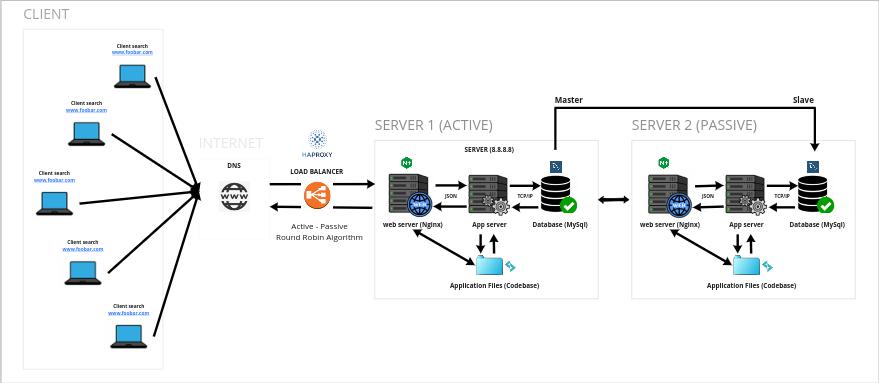 CLIENT
Client search
www.foobar.com
Client search
www.foobar.com
Client search
www.foobar.com
Client search
www.foobar.com
Client search
www.foobar.com
INTERNET
DNS
WWW
HAPROXY
LOAD BALANCER
Active - Passive
Round Robin Algorithm
Master
Slave
SERVER 1 (ACTIVE)
SERVER (8.8.8.8)
N+
WEB
JSON
TCP/IP
web server (Nginx)
App server
Database (MySql)
Application Files (Codebase)
SERVER 2 (PASSIVE)
N+
WEB
JSON
TCP/IP
web server (Nginx)
App server
Database (MySql)
Application Files (Codebase)